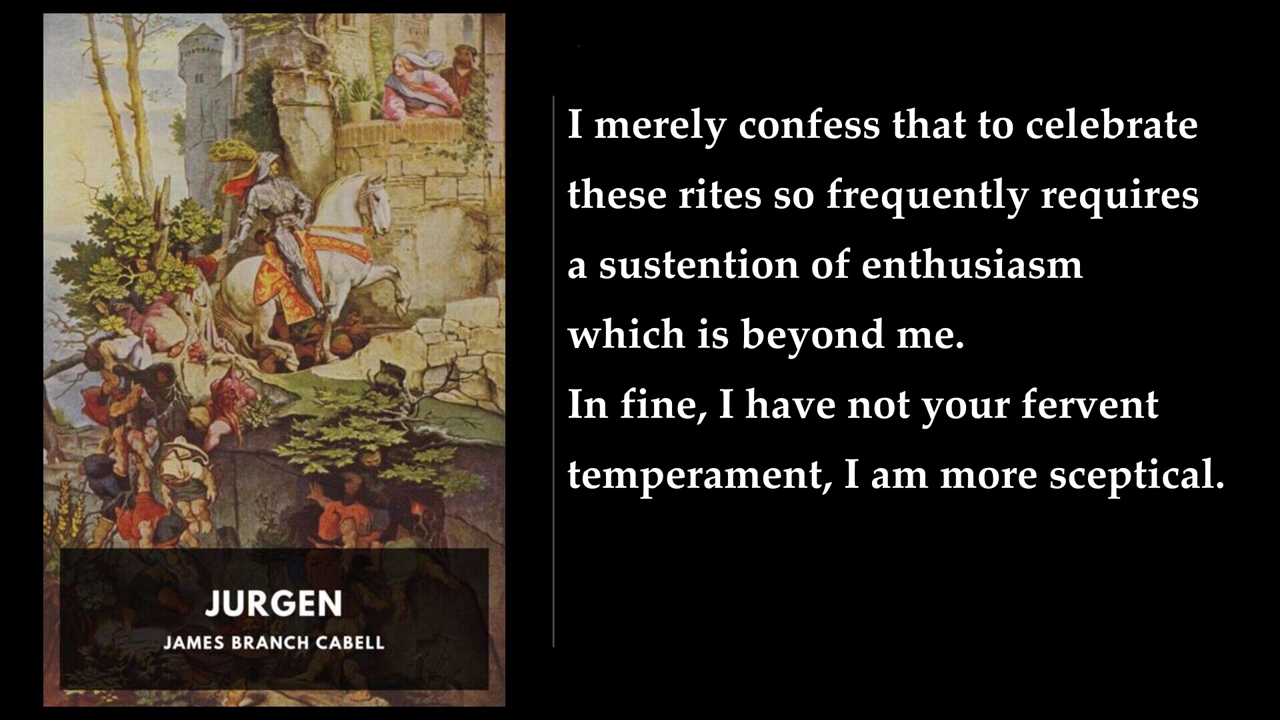 JURGEN
JAMES BRANCH CABELL
I merely confess that to celebrate
these rites so frequently requires
a sustention of enthusiasm
which is beyond me.
In fine, I have not your fervent
temperament, I am more sceptical.